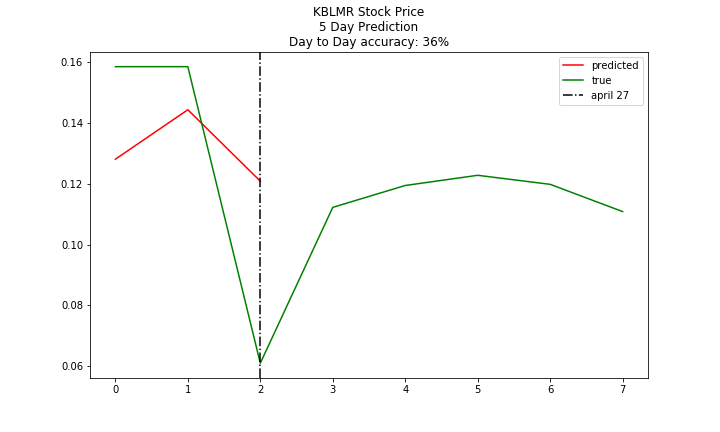 KBLMR Stock Price
5 Day Prediction
Day to Day accuracy: 36%
predicted
true
april 27
0.16
0.14
0.12
0.10
0.08
0.06
0 1 2 3 4 5 6 7